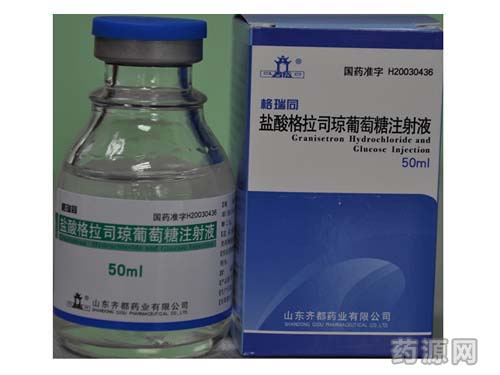 国药准字 H20030436
格瑞同
盐酸格拉司琼葡萄糖注射液
Granisetron Hydrochloride and
Glucose Injection
50ml
山东齐都药业有限公司
SHANDONG QIDU PHARMACEUTICAL CO., LTD.
格瑞同
国药准字H20030436
盐酸格拉司琼葡萄糖注射液
50ml
山东齐都药业有限公司
SHANDONG QIDU PHARMACEUTICAL CO., LTD.
药源网